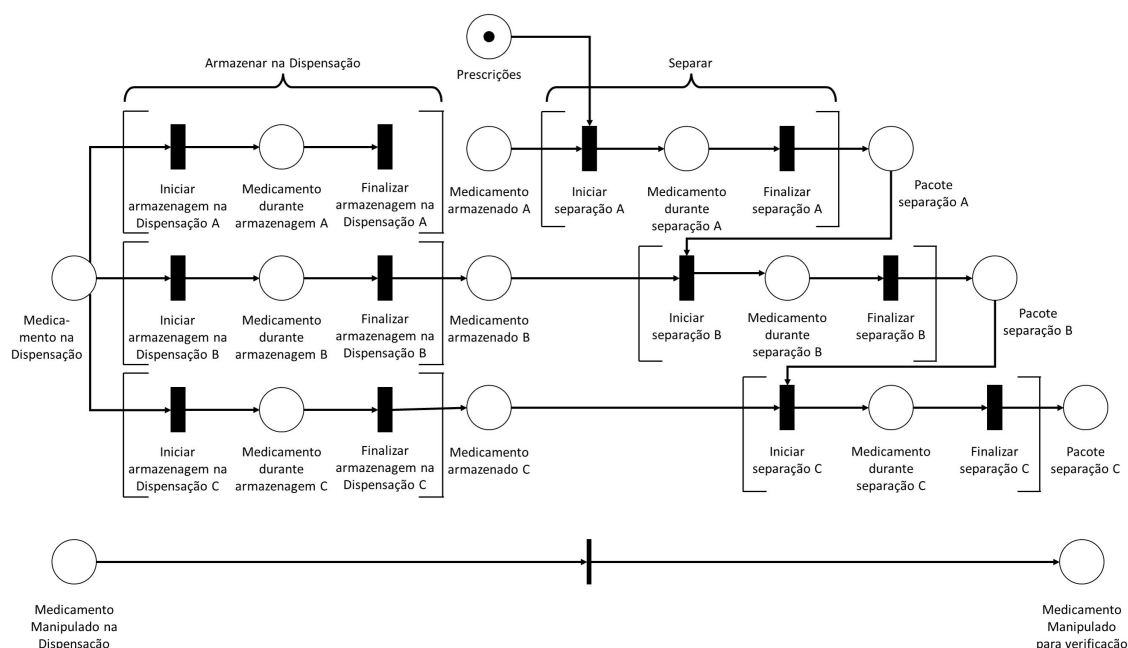 Armazenar na Dispensação
Prescrições
Separar
Iniciar
armazenagem na
Dispensação A
Medicamento
durante
armazenagem A
Finalizar
armazenagem na
Dispensação A
Medicamento
armazenado A
Iniciar
separação A
Medicamento
durante
separação A
Finalizar
separação A
Pacote
separação A
Medica-
mento na
Dispensação
Iniciar
armazenagem na
Dispensação B
Medicamento
durante
armazenagem B
Finalizar
armazenagem na
Dispensação B
Medicamento
armazenado B
Iniciar
separação B
Medicamento
durante
separação B
Finalizar
separação B
Pacote
separação B
Iniciar
armazenagem na
Dispensação C
Medicamento
durante
armazenagem C
Finalizar
armazenagem na
Dispensação C
Medicamento
armazenado C
Iniciar
separação C
Medicamento
durante
separação C
Finalizar
separação C
Pacote
separação C
Medicamento
Manipulado na
Dispensação
Medicamento
Manipulado
para verificação